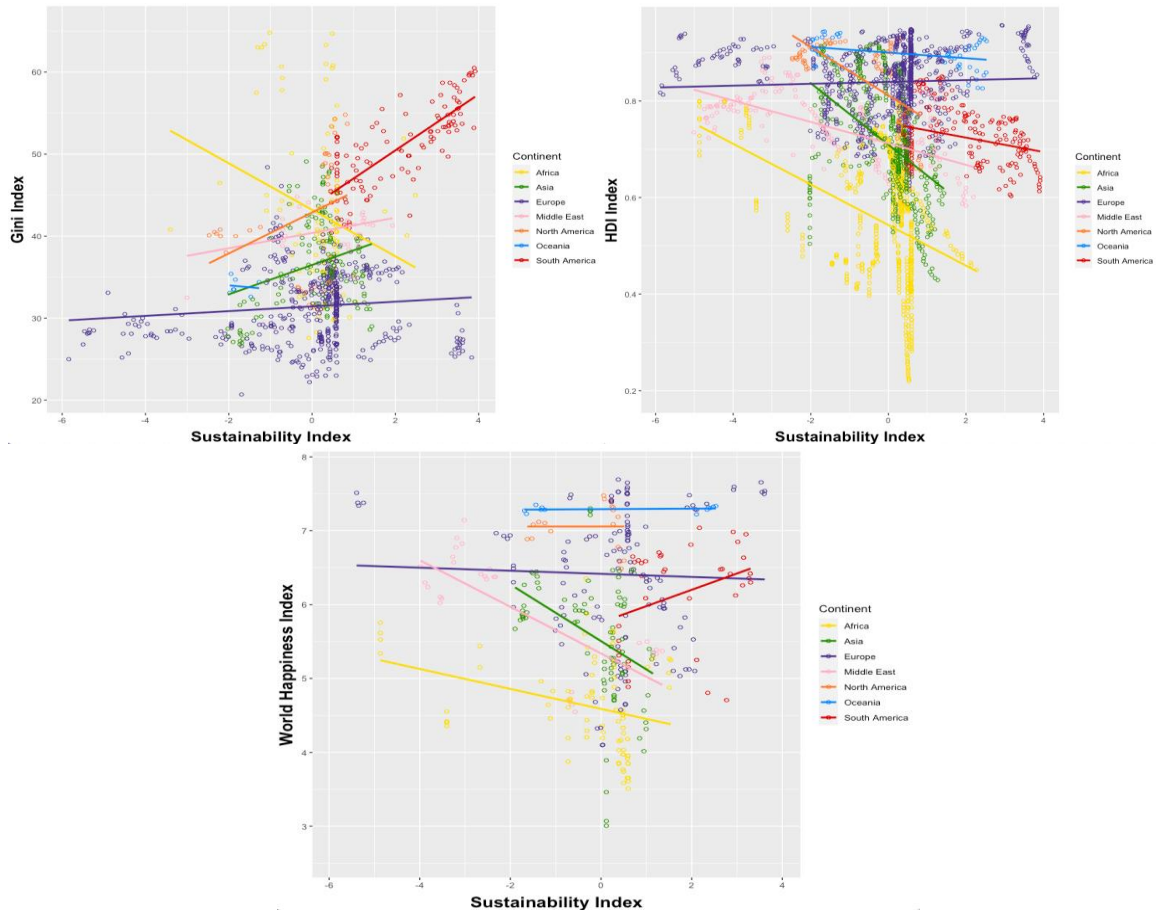 Gini Index
60
50
40
30
20
-6 -4 -2 0 2 4
Sustainability Index
Continent
Africa
Asia
Europe
Middle East
North America
Oceania
South America
HDI Index
0.8
0.6
0.4
0.2
-6 -4 -2 0 2 4
Sustainability Index
Continent
Africa
Asia
Europe
Middle East
North America
Oceania
South America
World Happiness Index
8
7
6
5
4
3
-6 -4 -2 0 2 4
Sustainability Index
Continent
Africa
Asia
Europe
Middle East
North America
Oceania
South America